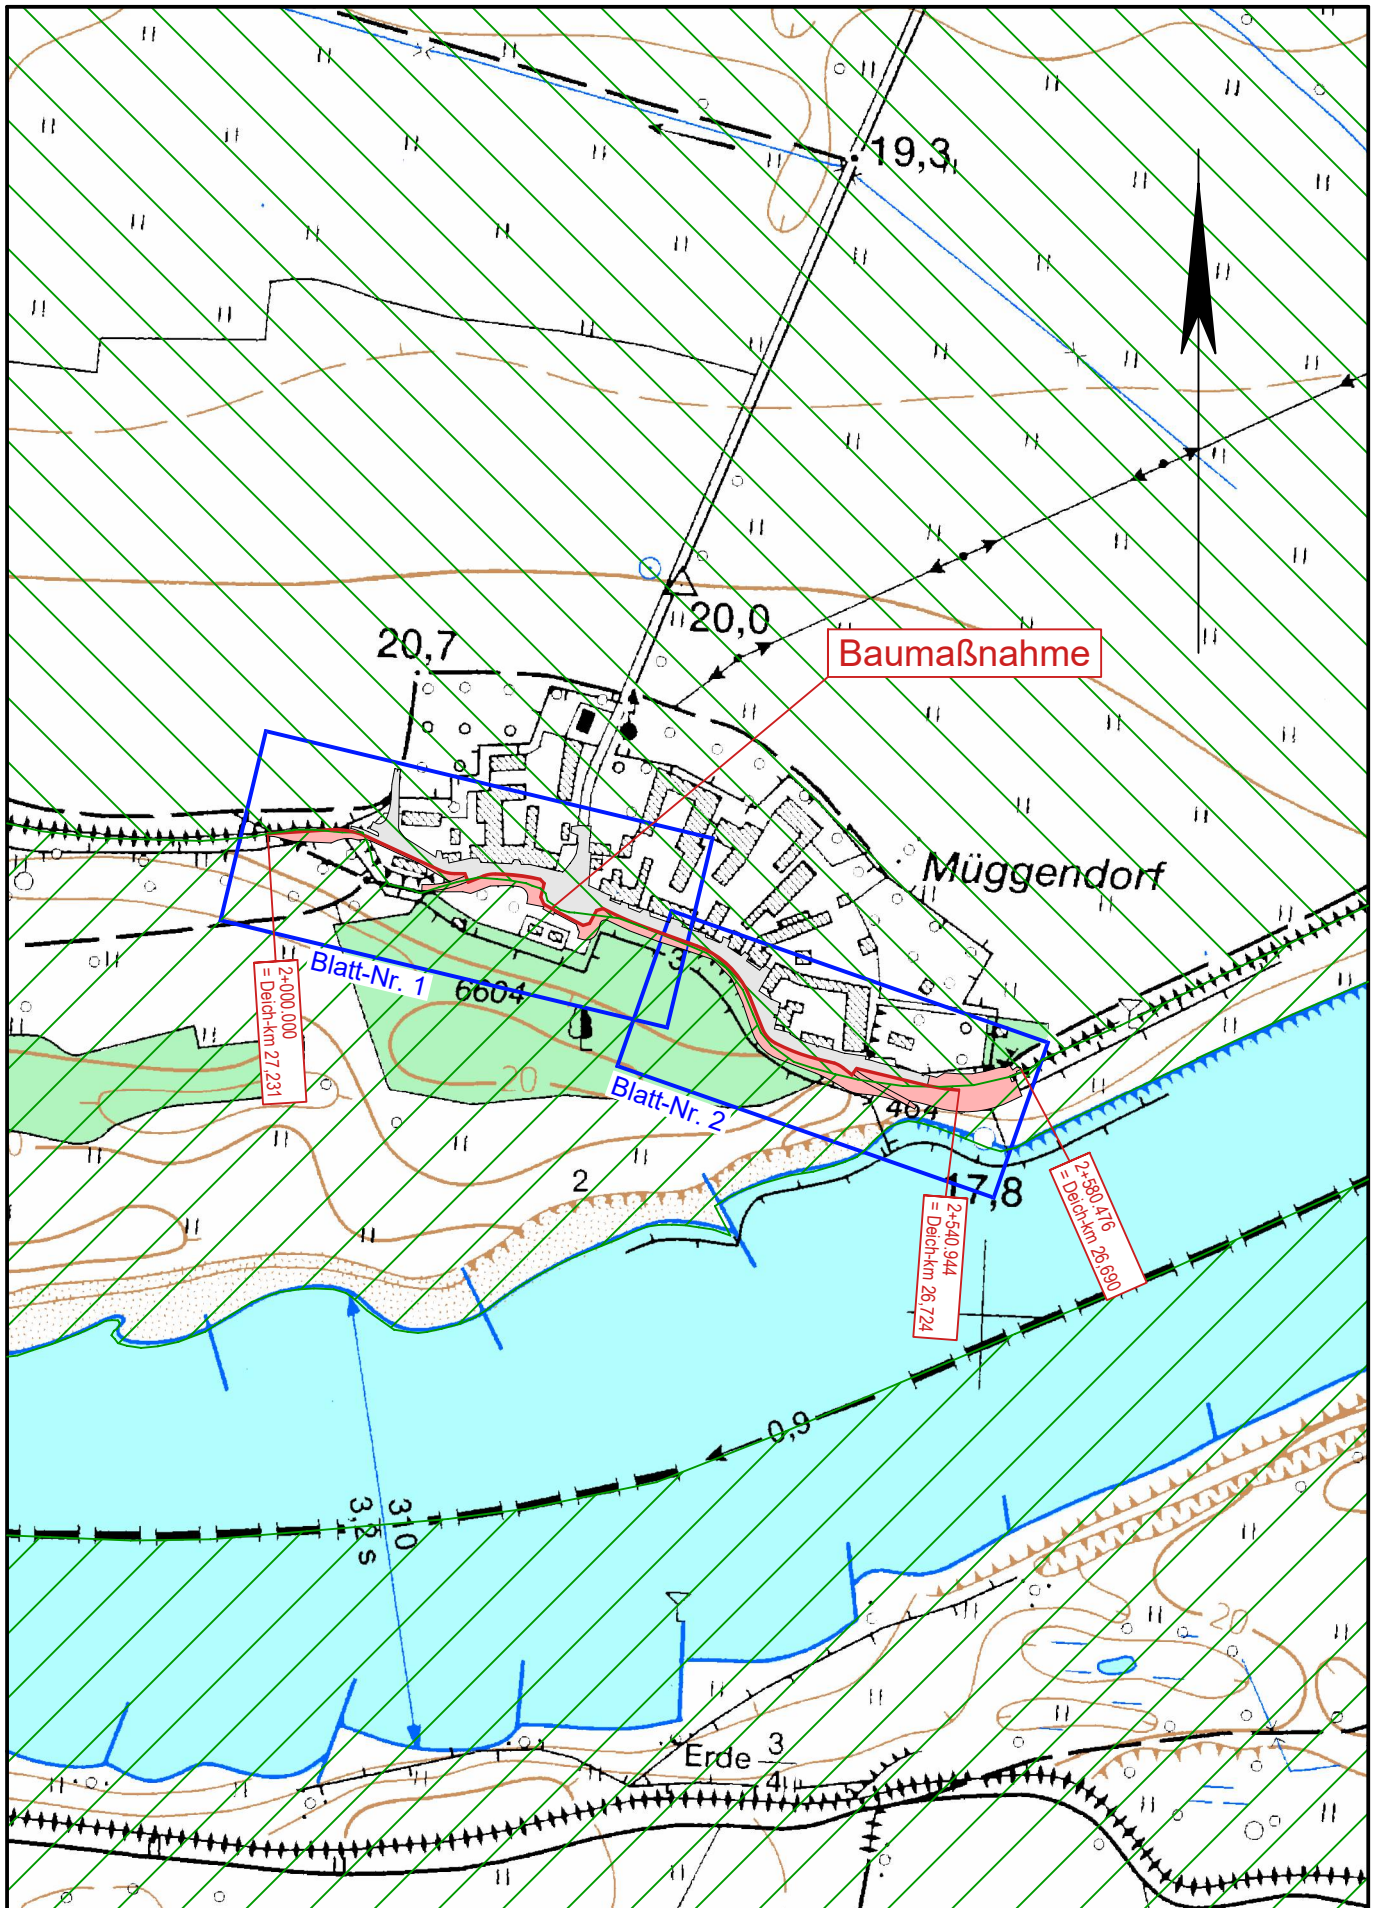 19,3
20,0
20,7
Baumaßnahme
Müggendorf
Blatt-Nr. 1
6604
3
2+000.000
= Deich-km 27,231
20
Blatt-Nr. 2
464
2
17,8
2+580.476
= Deich-km 26,690
2+540.944
= Deich-km 26,724
0,9
310
3,2 s
20
Erde 3
4